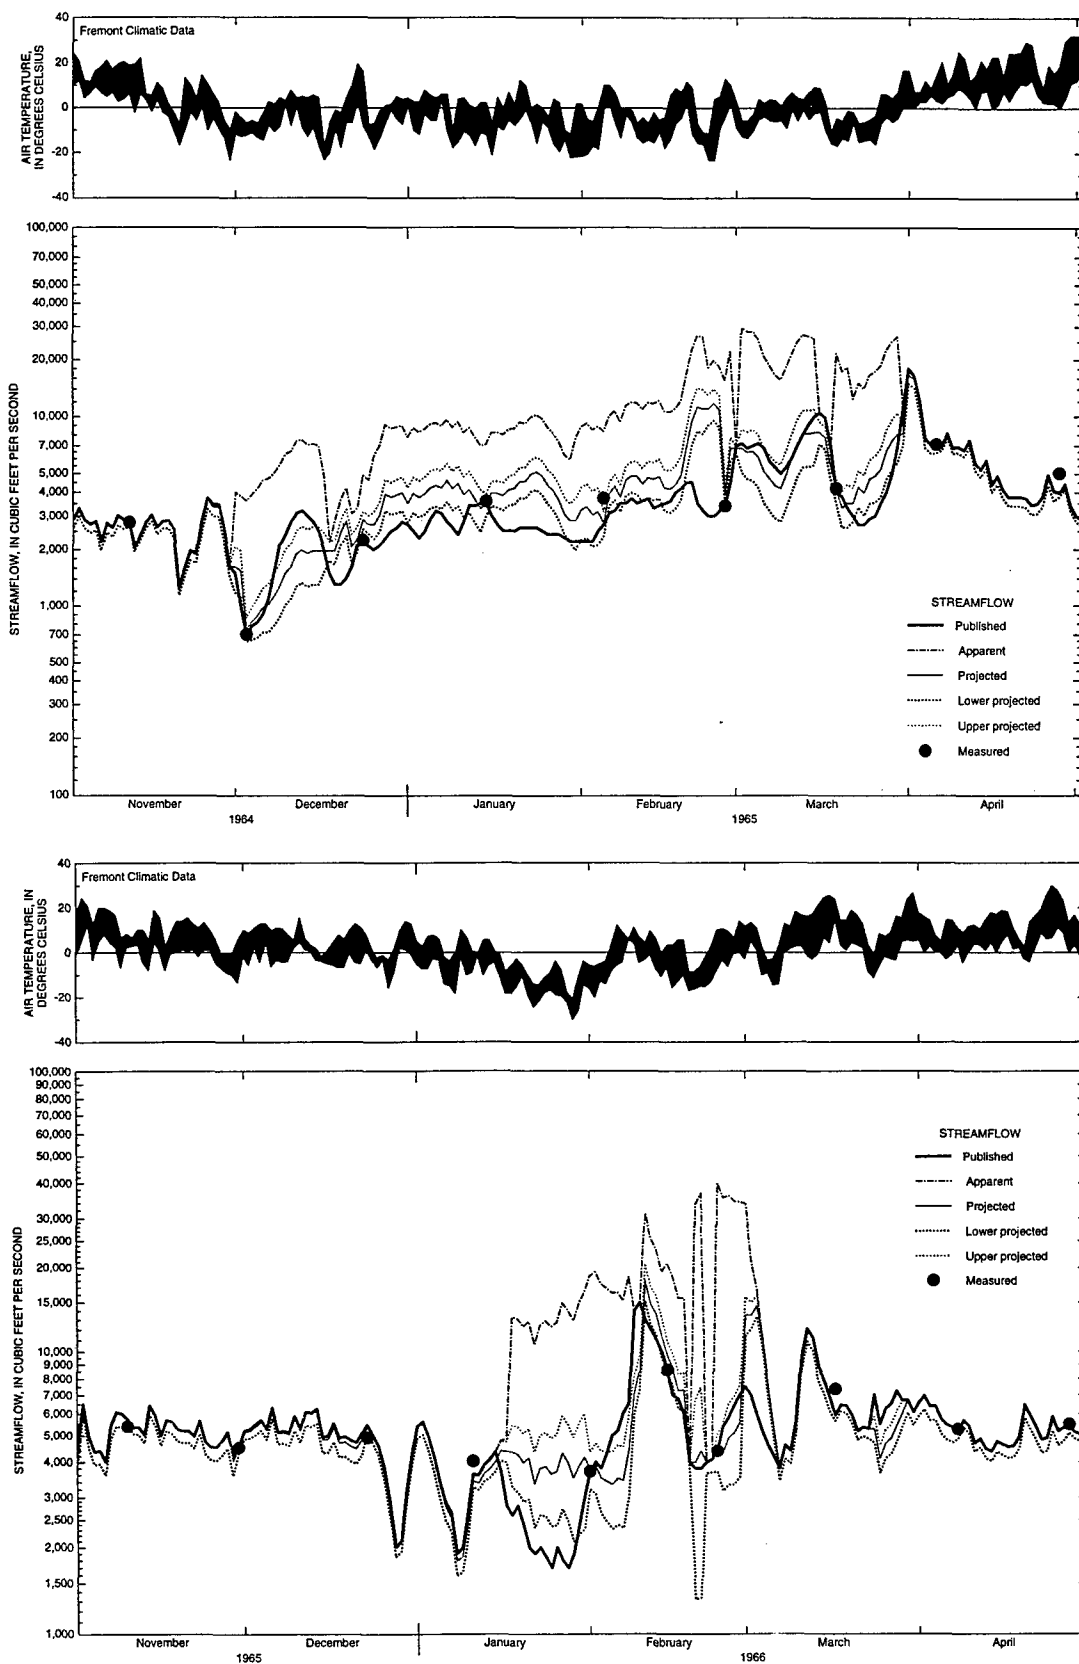 Fremont Climatic Data
AIR TEMPERATURE,
IN DEGREES CELSIUS
40
20
0
-20
-40
STREAMFLOW, IN CUBIC FEET PER SECOND
100,000
70,000
50,000
40,000
30,000
20,000
10,000
7,000
5,000
4,000
3,000
2,000
1,000
700
500
400
300
200
100
STREAMFLOW
Published
Apparent
Projected
Lower projected
Upper projected
Measured
November
December
January
February
March
April
1964
1965
Fremont Climatic Data
AIR TEMPERATURE, IN
DEGREES CELSIUS
40
20
0
-20
-40
STREAMFLOW, IN CUBIC FEET PER SECOND
100,000
90,000
80,000
70,000
60,000
50,000
40,000
30,000
25,000
20,000
15,000
10,000
9,000
8,000
7,000
6,000
5,000
4,000
3,000
2,500
2,000
1,500
1,000
STREAMFLOW
Published
Apparent
Projected
Lower projected
Upper projected
Measured
November
December
January
February
March
April
1965
1966